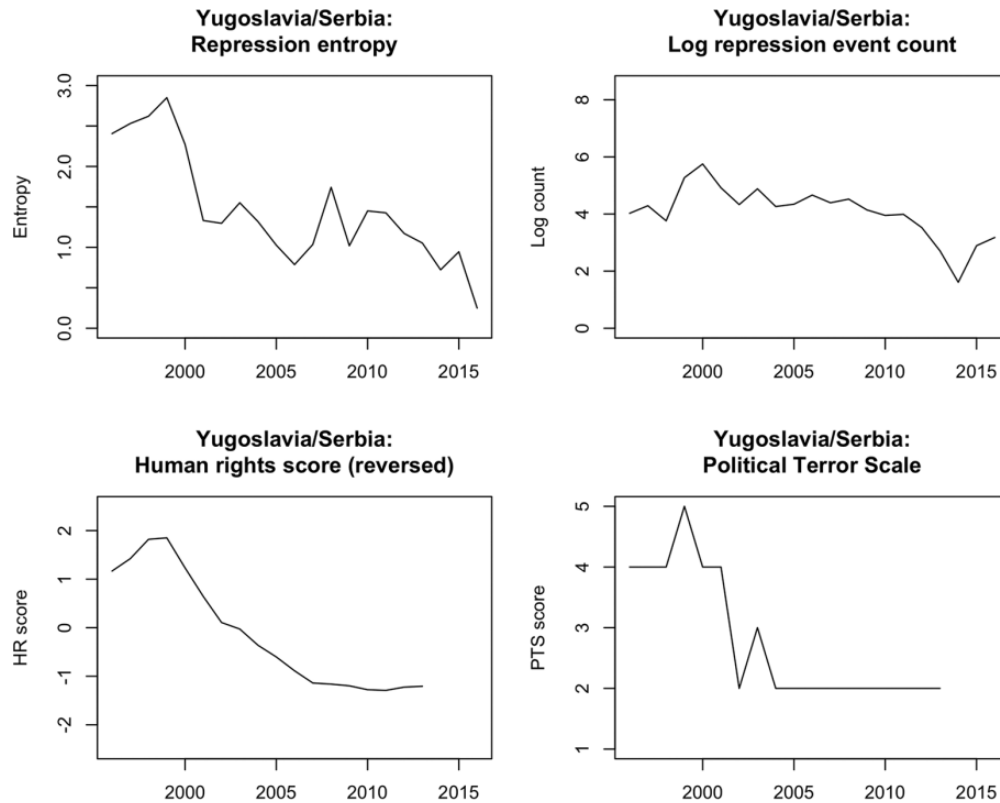 Yugoslavia/Serbia:
Repression entropy
Entropy
3.0
2.0
1.0
0.0
2000 2005 2010 2015
Yugoslavia/Serbia:
Log repression event count
Log count
8
6
4
2
0
2000 2005 2010 2015
Yugoslavia/Serbia:
Human rights score (reversed)
HR score
2
1
0
-1
-2
2000 2005 2010 2015
Yugoslavia/Serbia:
Political Terror Scale
PTS score
5
4
3
2
1
2000 2005 2010 2015